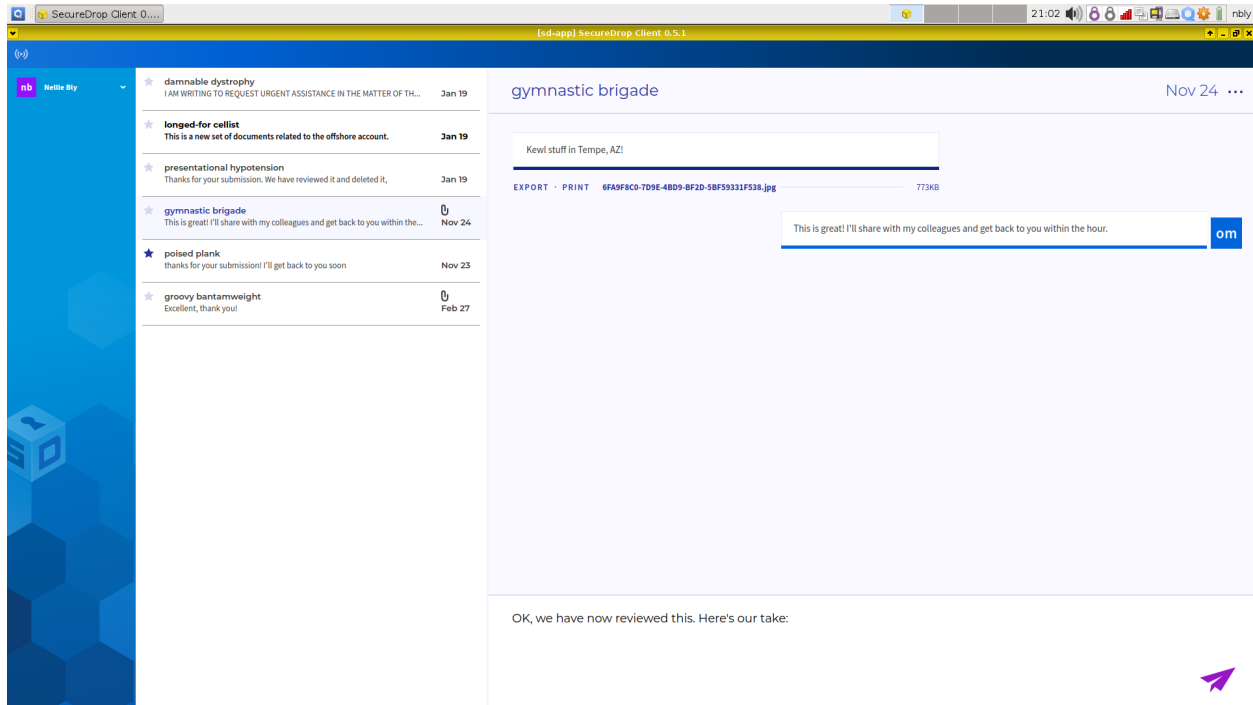 SecureDrop Client 0....
21:02
nbly
[sd-app] SecureDrop Client 0.5.1
nb
Nellie Bly
damnable dystrophy
I AM WRITING TO REQUEST URGENT ASSISTANCE IN THE MATTER OF TH...
Jan 19
longed-for cellist
This is a new set of documents related to the offshore account.
Jan 19
presentational hypotension
Thanks for your submission. We have reviewed it and deleted it,
Jan 19
gymnastic brigade
This is great! I'll share with my colleagues and get back to you within the...
Nov 24
poised plank
thanks for your submission! I'll get back to you soon
Nov 23
groovy bantamweight
Excellent, thank you!
Feb 27
SD
gymnastic brigade
Nov 24
Kewl stuff in Tempe, AZ!
EXPORT · PRINT 6FA9F8C0-7D9E-4BD9-BF2D-5BF59331F538.jpg 773KB
This is great! I'll share with my colleagues and get back to you within the hour.
om
OK, we have now reviewed this. Here's our take: